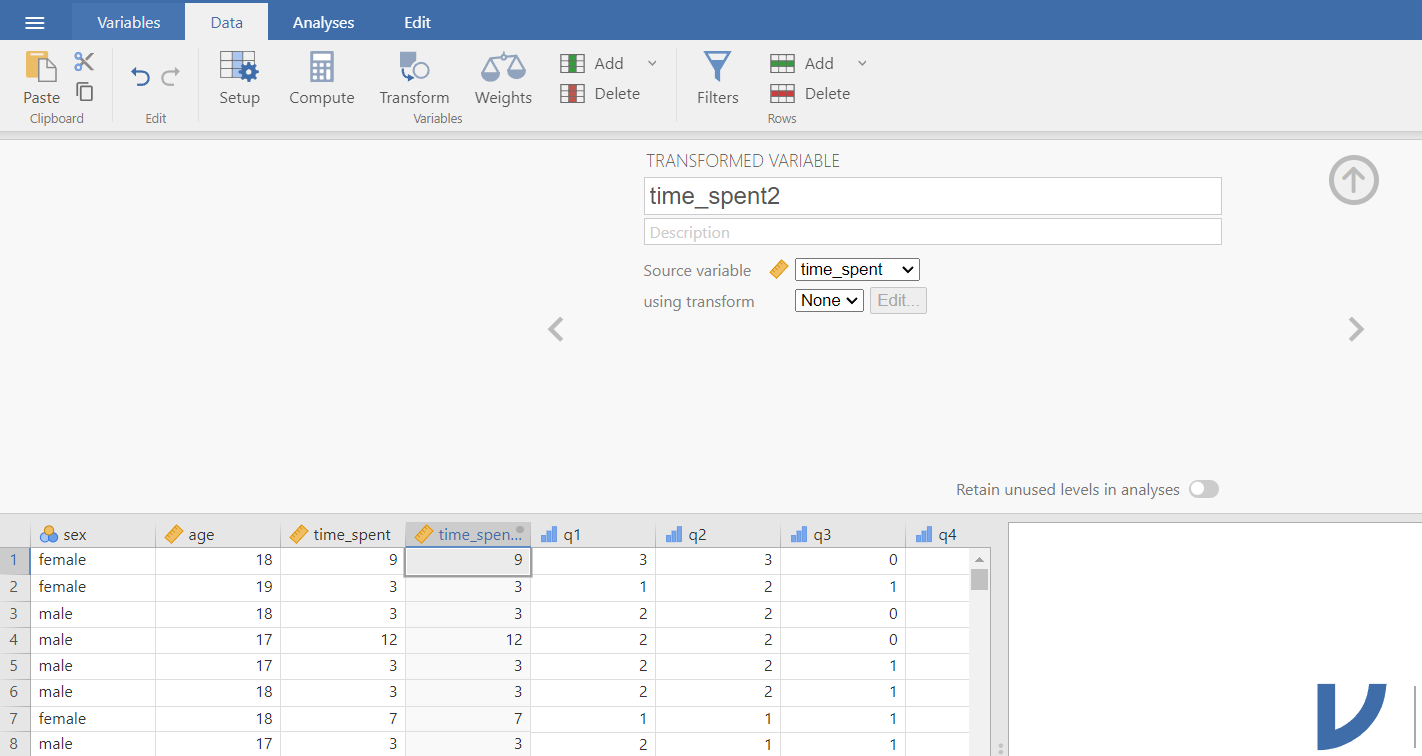 Variables Data Analyses Edit
Paste Setup Compute Transform Weights Add Delete Filters Add Delete
Clipboard Edit Variables Rows
TRANSFORMED VARIABLE
time_spent2
Description
Source variable time_spent
using transform None Edit...
Retain unused levels in analyses
sex age time_spent time_spen... q1 q2 q3 q4
1 female 18 9 9 3 3 0
2 female 19 3 3 1 2 1
3 male 18 3 3 2 2 0
4 male 17 12 12 2 2 0
5 male 17 3 3 2 2 1
6 male 18 3 3 2 2 1
7 female 18 7 7 1 1 1
8 male 17 3 3 2 1 1